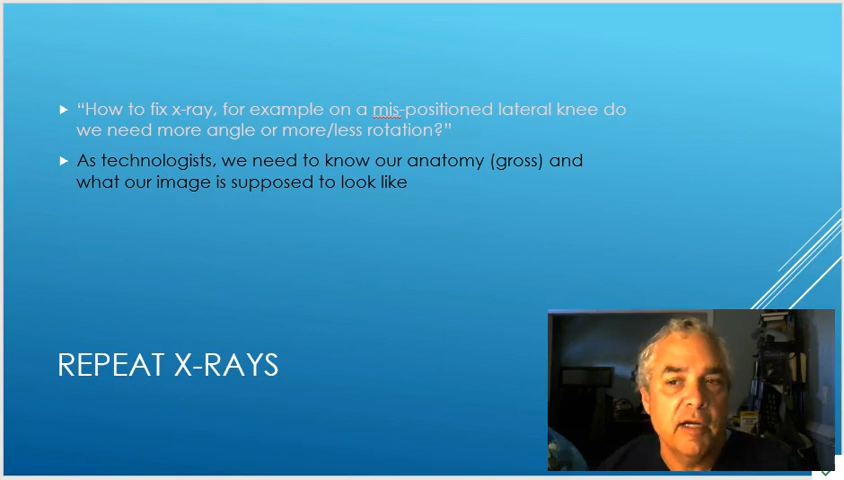 “How to fix x-ray, for example on a mis-positioned lateral knee do
we need more angle or more/less rotation?”
As technologists, we need to know our anatomy (gross) and
what our image is supposed to look like
REPEAT X-RAYS